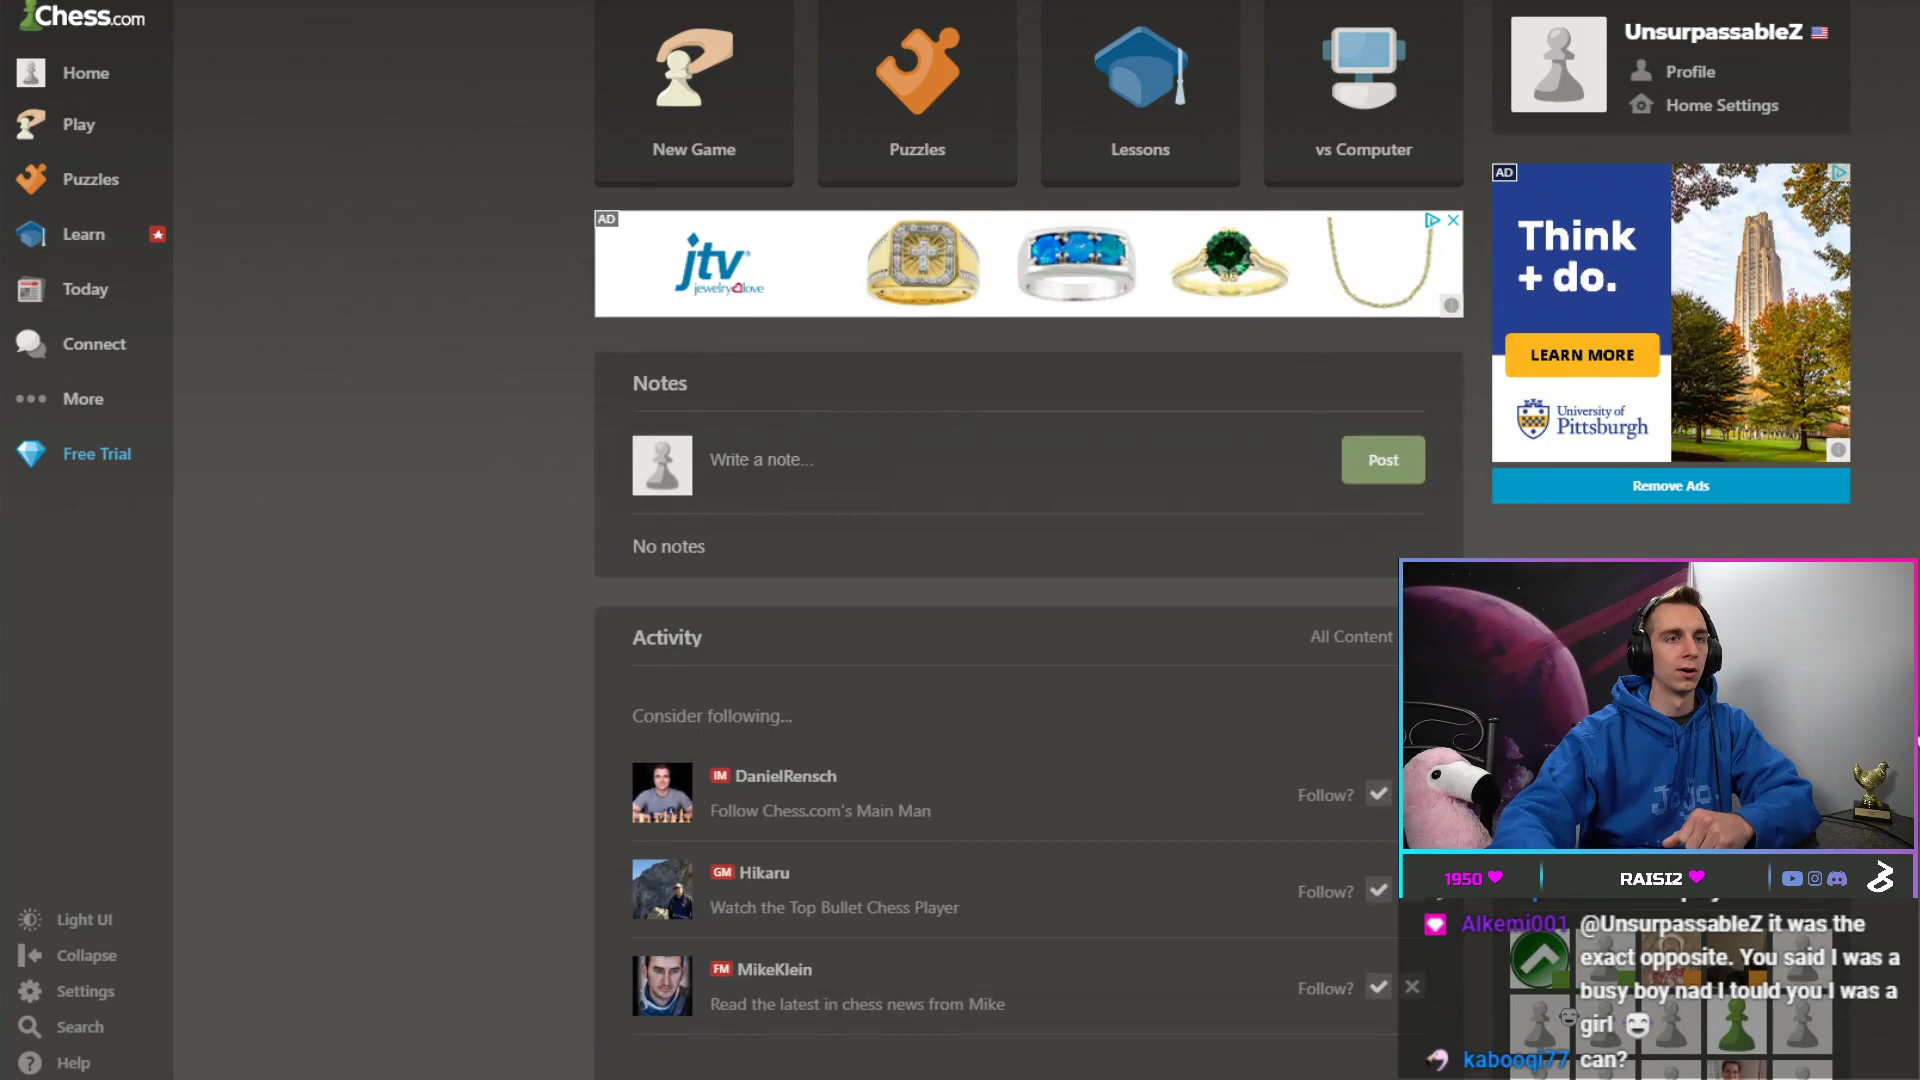 Chess.com
Home
Play
Puzzles
Learn
Today
Connect
More
Free Trial
Light UI
Collapse
Settings
Search
Help
New Game
Puzzles
Lessons
vs Computer
AD
jtv
jewelry love
Notes
Write a note...
Post
No notes
Activity
All Content
Consider following...
IM DanielRensch
Follow Chess.com's Main Man
Follow?
GM Hikaru
Watch the Top Bullet Chess Player
Follow?
FM MikeKlein
Read the latest in chess news from Mike
Follow?
UnsurpassableZ
Profile
Home Settings
AD
Think
+ do.
LEARN MORE
University of
Pittsburgh
Remove Ads
1950
RAISI2
Alkemi001 @UnsurpassableZ it was the
exact opposite. You said I was a
busy boy nad I tould you I was a
girl
kabooqi77 can?